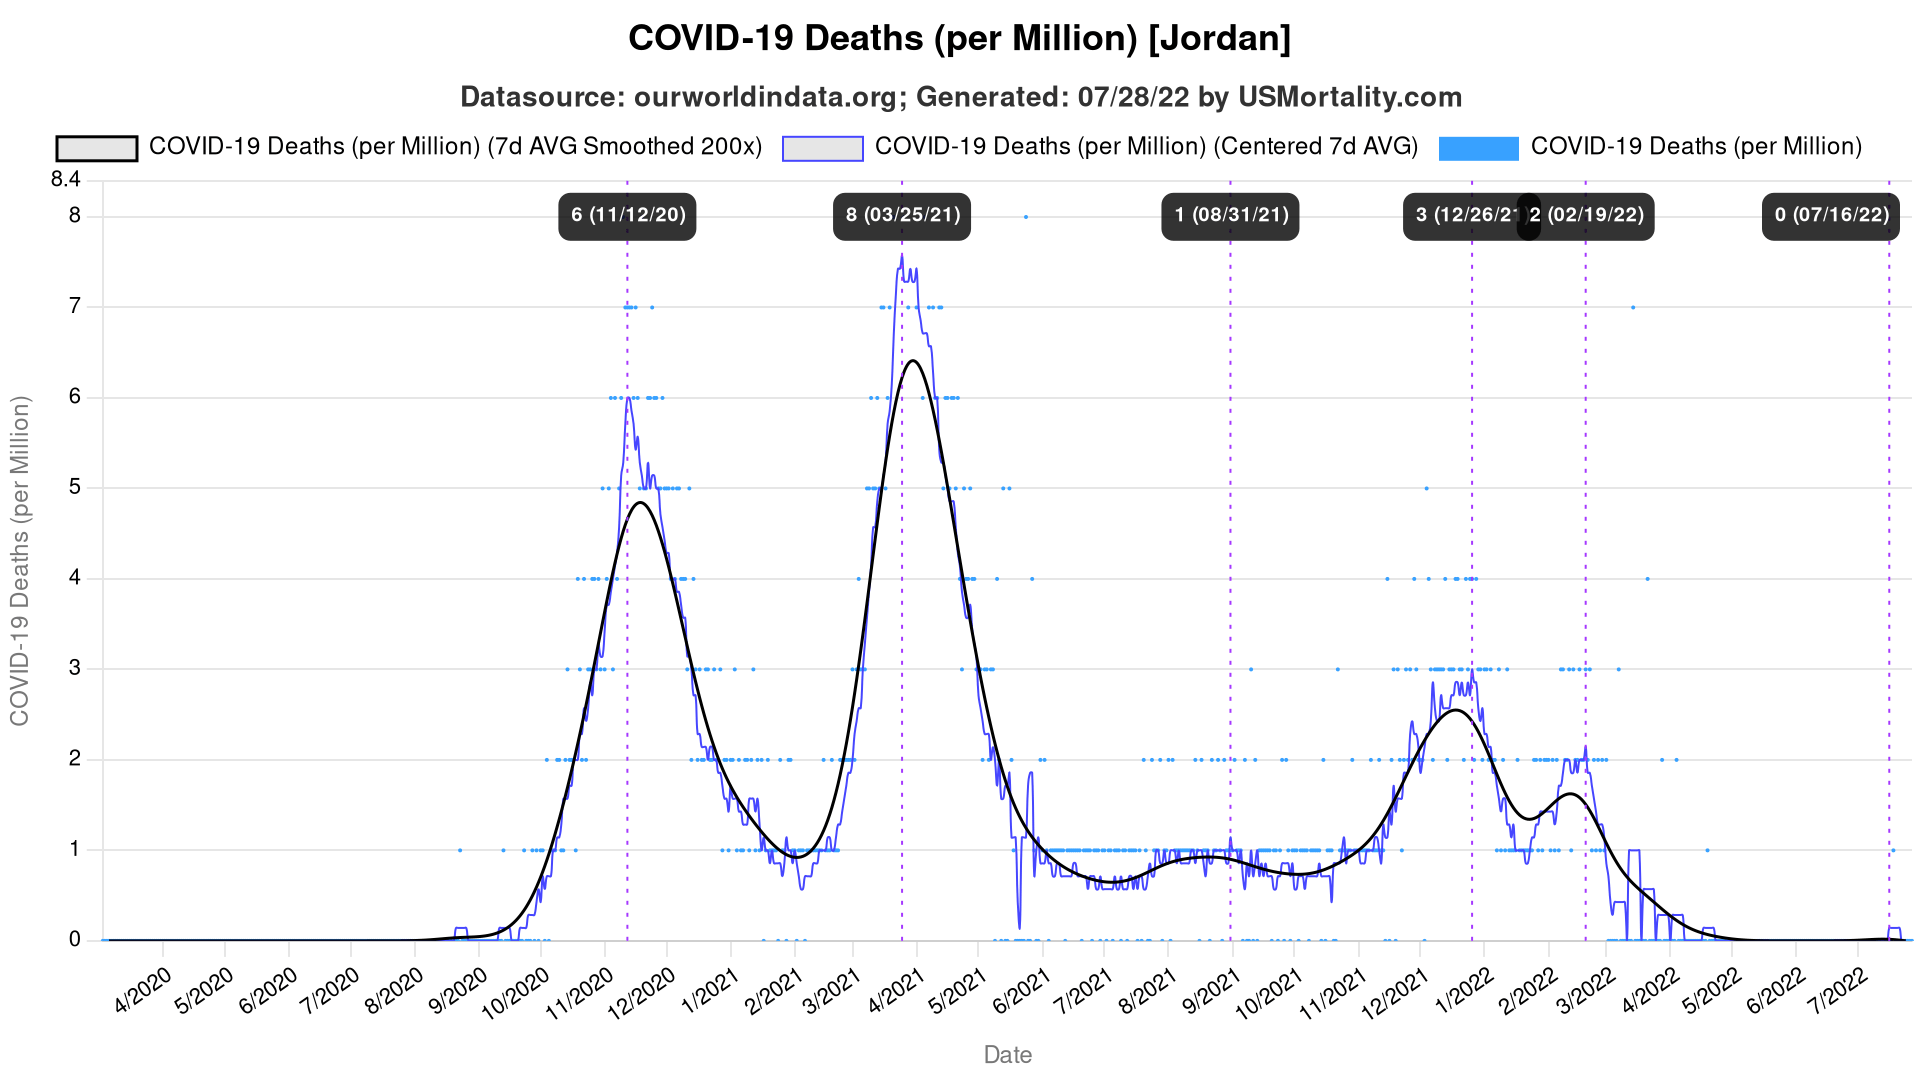 COVID-19 Deaths (per Million) [Jordan]
Datasource: ourworldindata.org; Generated: 07/28/22 by USMortality.com
COVID-19 Deaths (per Million) (7d AVG Smoothed 200x) COVID-19 Deaths (per Million) (Centered 7d AVG) COVID-19 Deaths (per Million)
8.4
8
7
6
5
4
3
2
1
0
COVID-19 Deaths (per Million)
6 (11/12/20) 8 (03/25/21) 1 (08/31/21) 3 (12/26/21) 2 (02/19/22) 0 (07/16/22)
4/2020 5/2020 6/2020 7/2020 8/2020 9/2020 10/2020 11/2020 12/2020 1/2021 2/2021 3/2021 4/2021 5/2021 6/2021 7/2021 8/2021 9/2021 10/2021 11/2021 12/2021 1/2022 2/2022 3/2022 4/2022 5/2022 6/2022 7/2022
Date